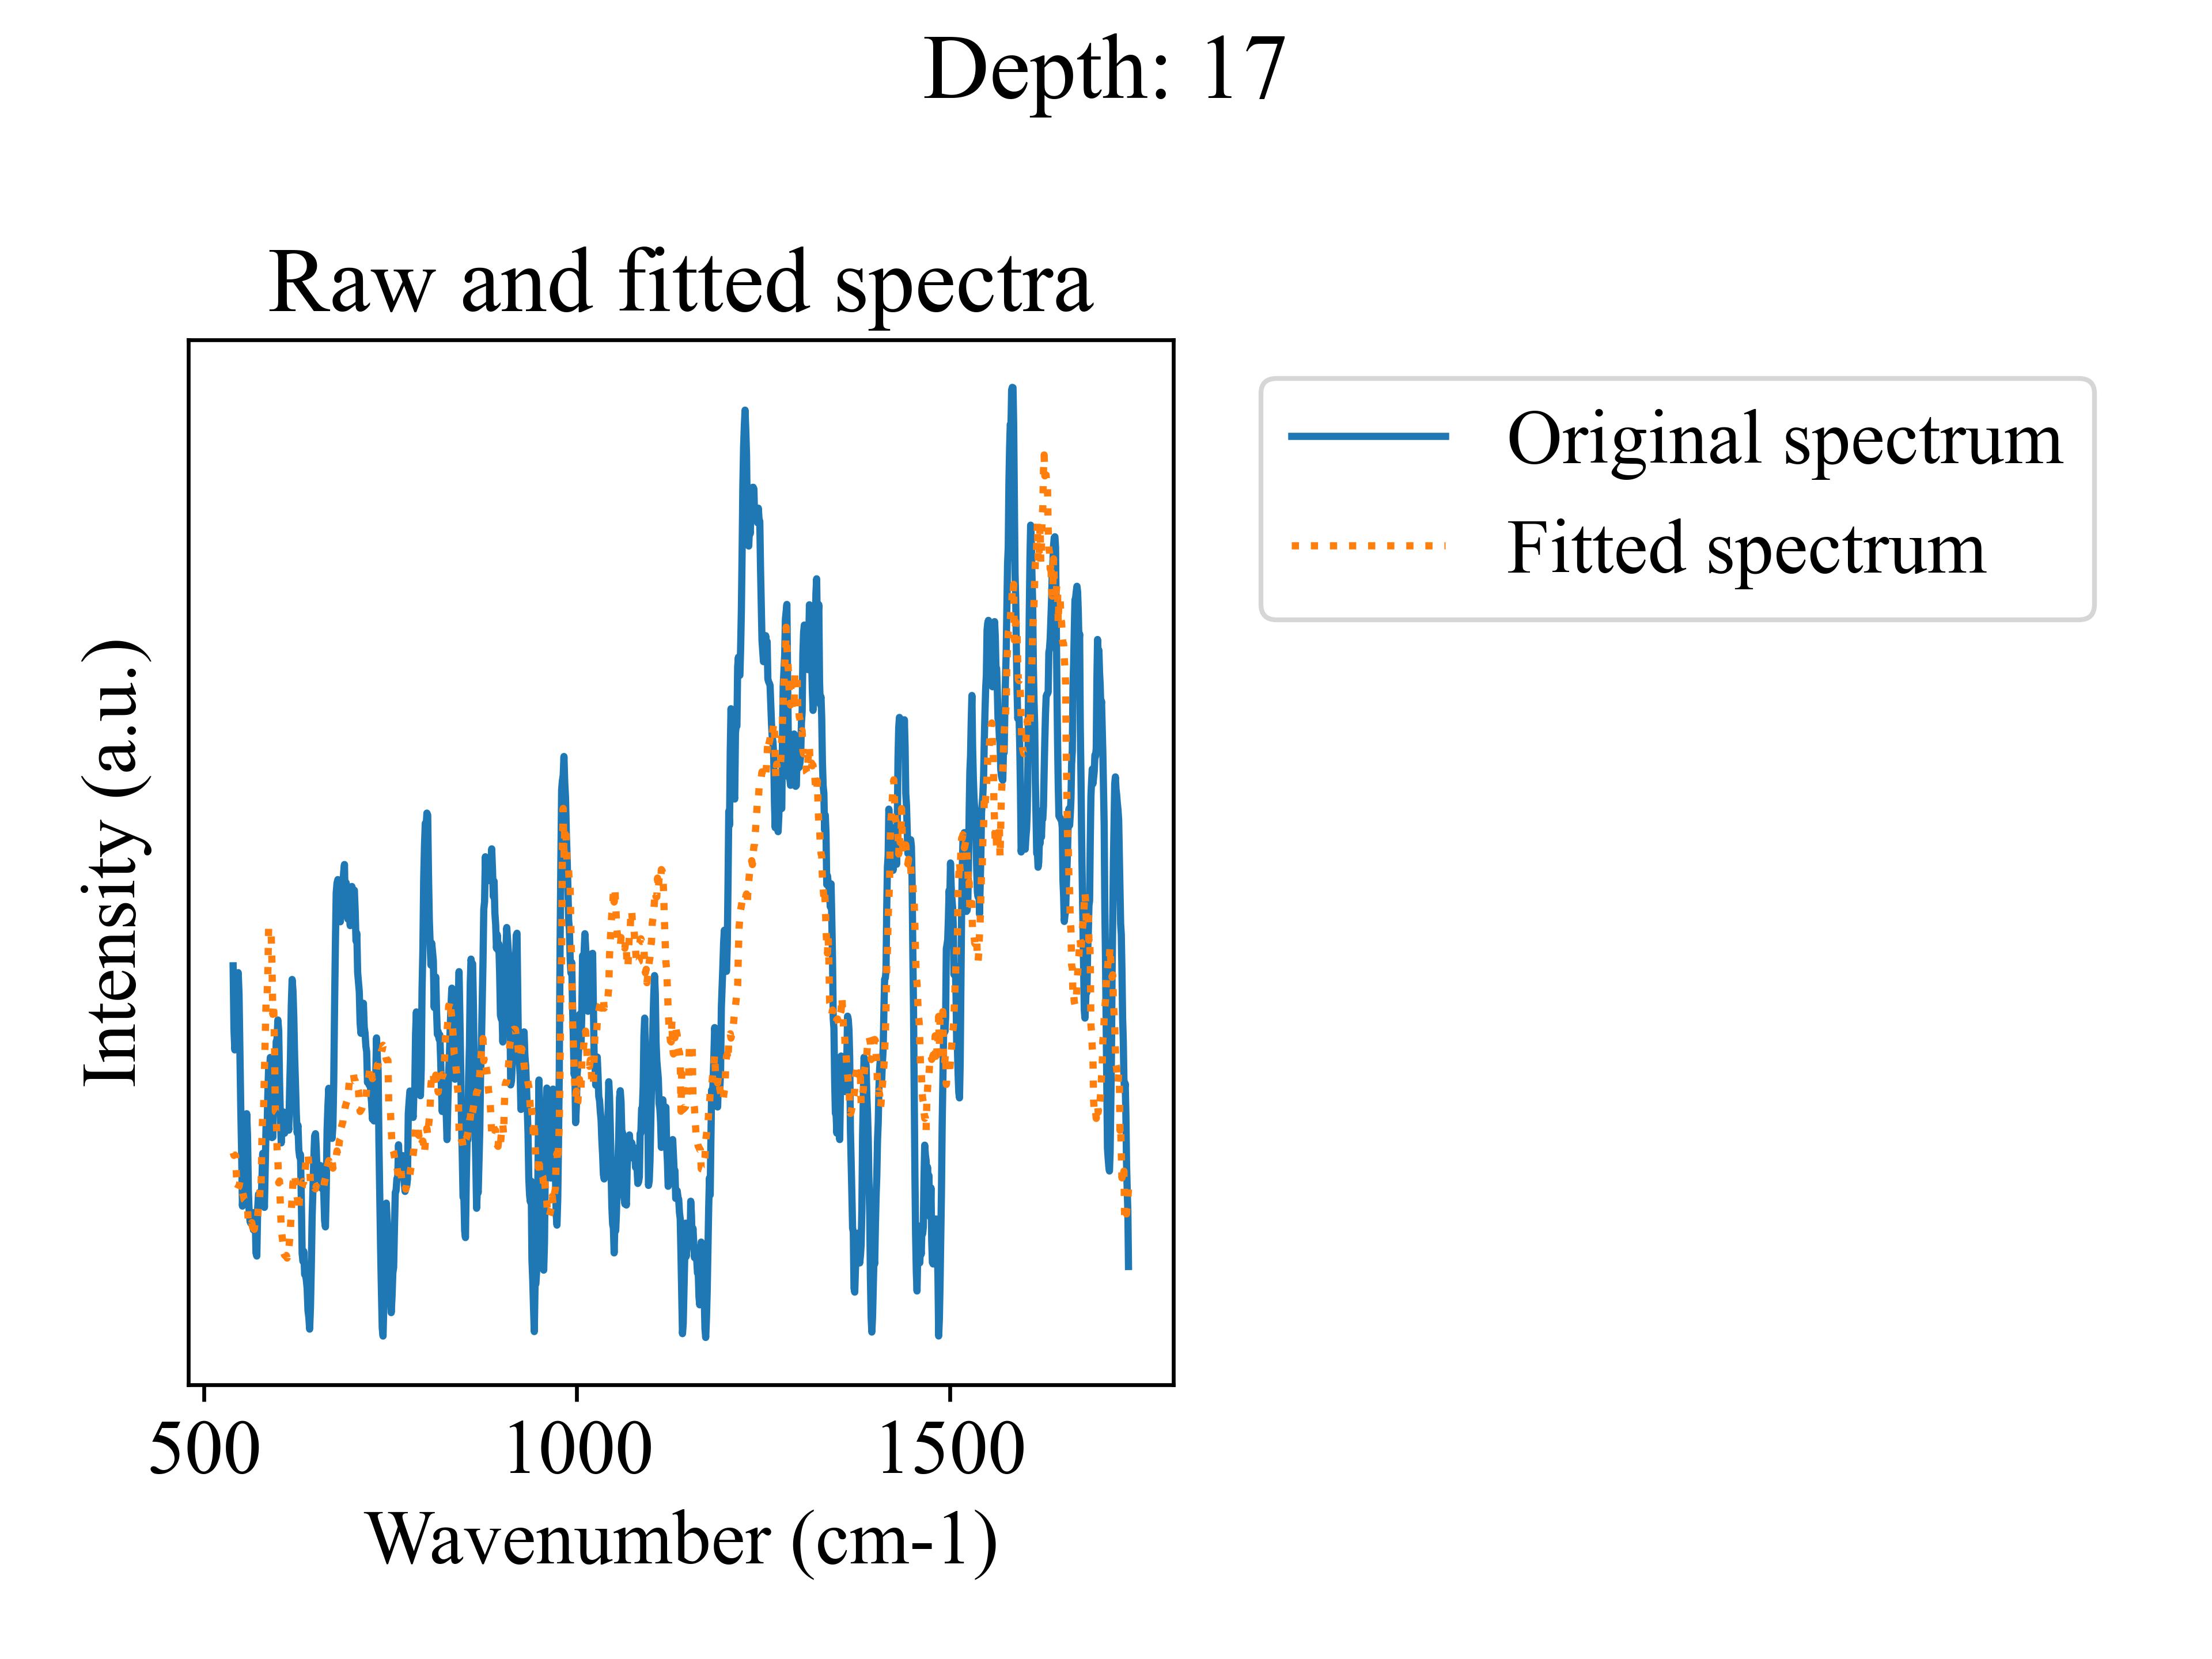 Depth: 17
Raw and fitted spectra
Original spectrum
Fitted spectrum
Intensity (a.u.)
500 1000 1500
Wavenumber (cm-1)